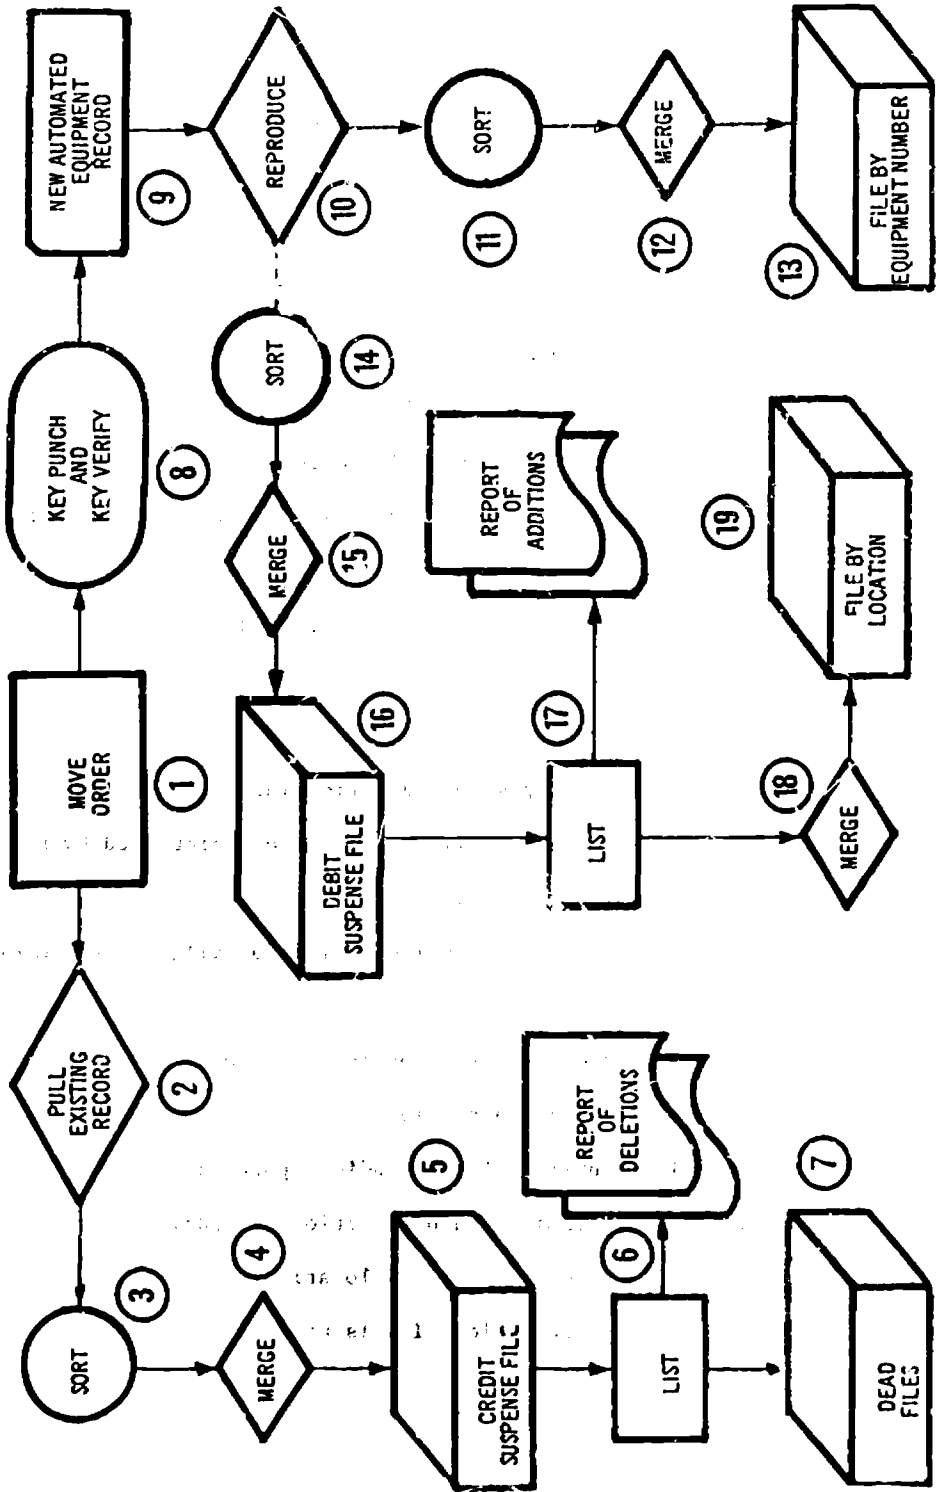 MOVE
ORDER
1
PULL
EXISTING
RECORD
2
SORT
3
MERGE
4
CREDIT
SUSPENSE FILE
5
LIST
6
REPORT
OF
DELETIONS
DEAD
FILES
7
KEY PUNCH
AND
KEY VERIFY
8
NEW AUTOMATED
EQUIPMENT
RECORD
9
REPRODUCE
10
SORT
11
MERGE
12
FILE BY
EQUIPMENT NUMBER
13
SORT
14
MERGE
15
DEBIT
SUSPENSE FILE
16
LIST
17
REPORT
OF
ADDITIONS
MERGE
18
FILE BY
LOCATION
19